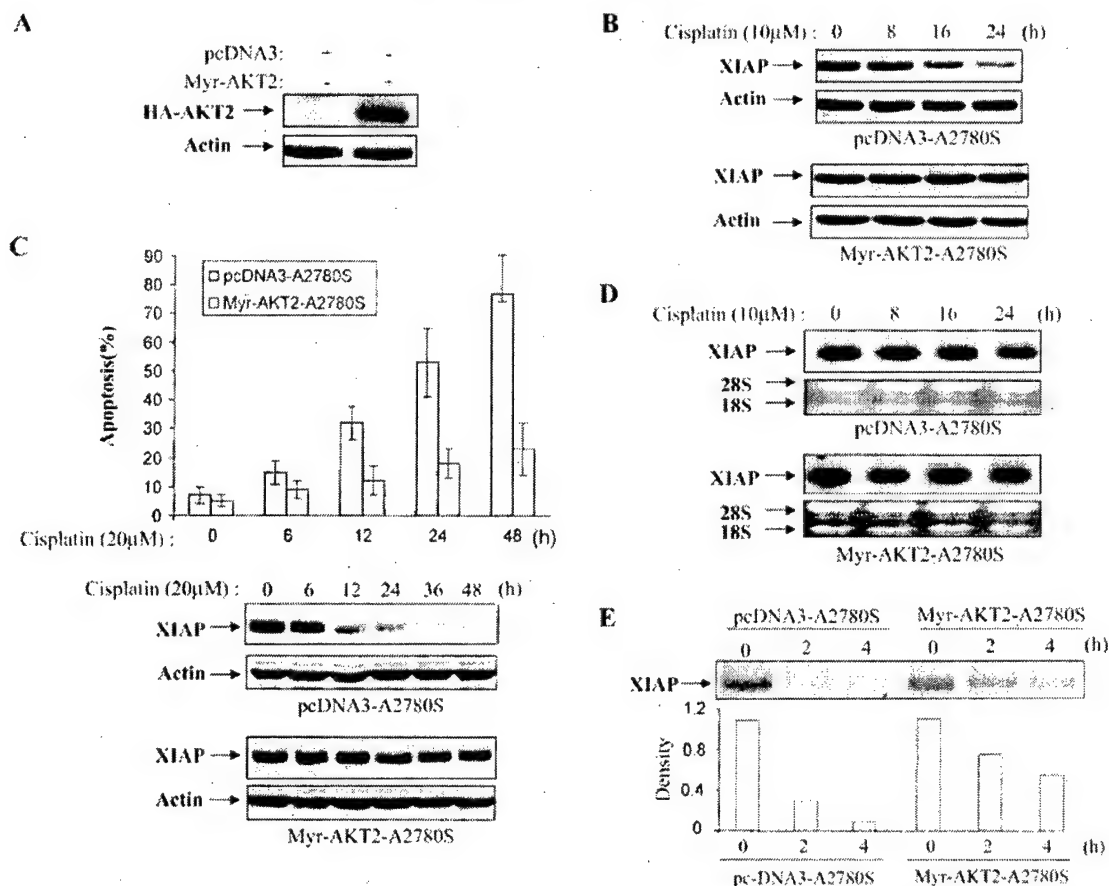 A
pcDNA3: + -
Myr-AKT2: - +
HA-AKT2
Actin
B
Cisplatin (10µM) : 0 8 16 24 (h)
XIAP
Actin
pcDNA3-A2780S
XIAP
Actin
Myr-AKT2-A2780S
C
90
80
70
60
50
40
30
20
10
0
Apoptosis(%)
pcDNA3-A2780S
Myr-AKT2-A2780S
Cisplatin (20µM) : 0 6 12 24 48 (h)
Cisplatin (20µM) : 0 6 12 24 36 48 (h)
XIAP
Actin
pcDNA3-A2780S
XIAP
Actin
Myr-AKT2-A2780S
D
Cisplatin (10µM) : 0 8 16 24 (h)
XIAP
28S
18S
pcDNA3-A2780S
XIAP
28S
18S
Myr-AKT2-A2780S
E
pcDNA3-A2780S Myr-AKT2-A2780S
0 2 4 0 2 4 (h)
XIAP
1.2
0.8
0.4
0
Density
0 2 4 0 2 4 (h)
pc-DNA3-A2780S Myr-AKT2-A2780S